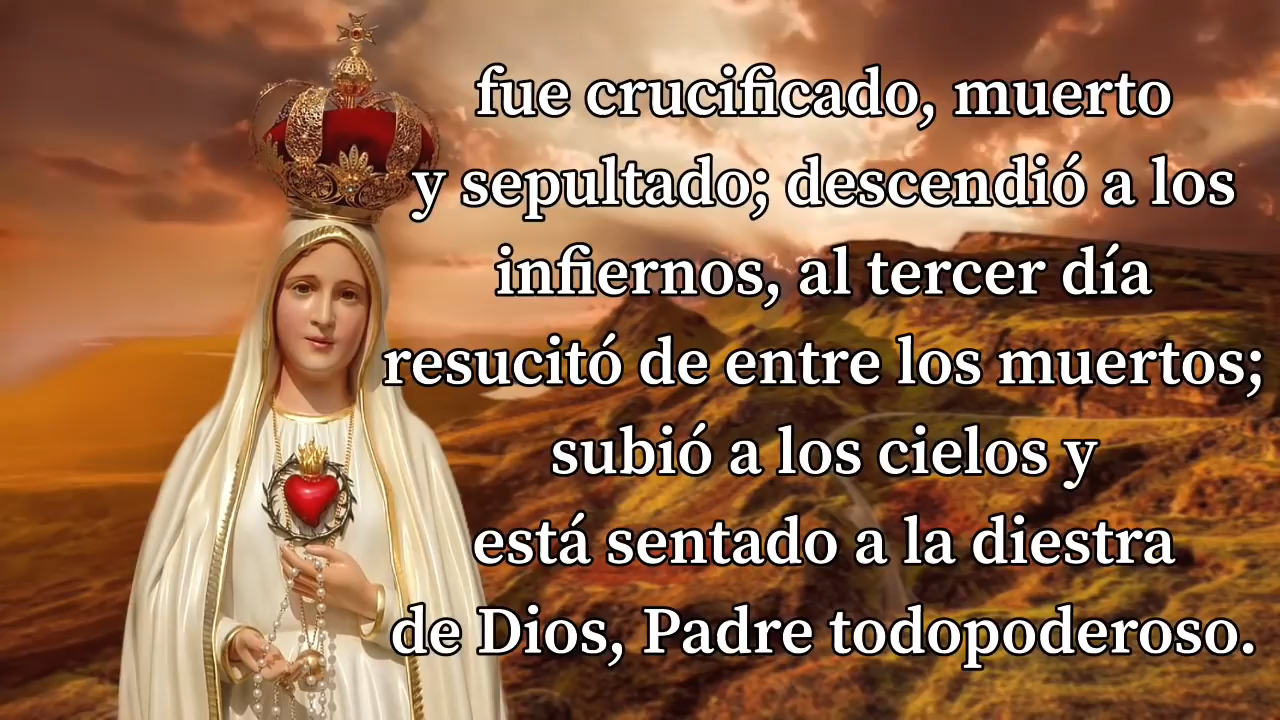 fue crucificado, muerto
y sepultado; descendió a los
infiernos, al tercer día
resucitó de entre los muertos;
subió a los cielos y
está sentado a la diestra
de Dios, Padre todopoderoso.